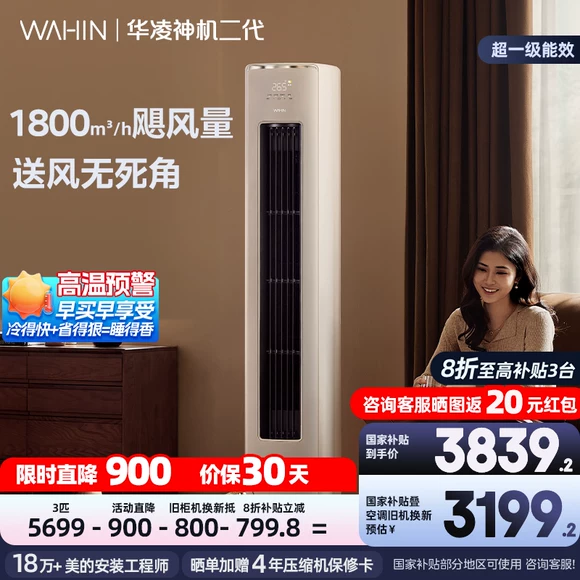 WAHIN | 华凌神机二代
超一级能效
1800m³/h飓风量
送风无死角
26.5
WAHIN
高温预警
早买早享受
冷得快+省得狠=睡得香
8折至高补贴3台
咨询客服晒图返20元红包
国家补贴
到手价
3839.2
限时直降 900 价保30天
国家补贴叠
空调旧机换新
预估¥
3199.2
3匹 活动直降 旧柜机换新抵 8折补贴立减
5699 - 900 - 800 - 799.8 =
18万+ 美的安装工程师 晒单加赠 4 年压缩机保修卡 国家补贴部分地区可使用 咨询客服!